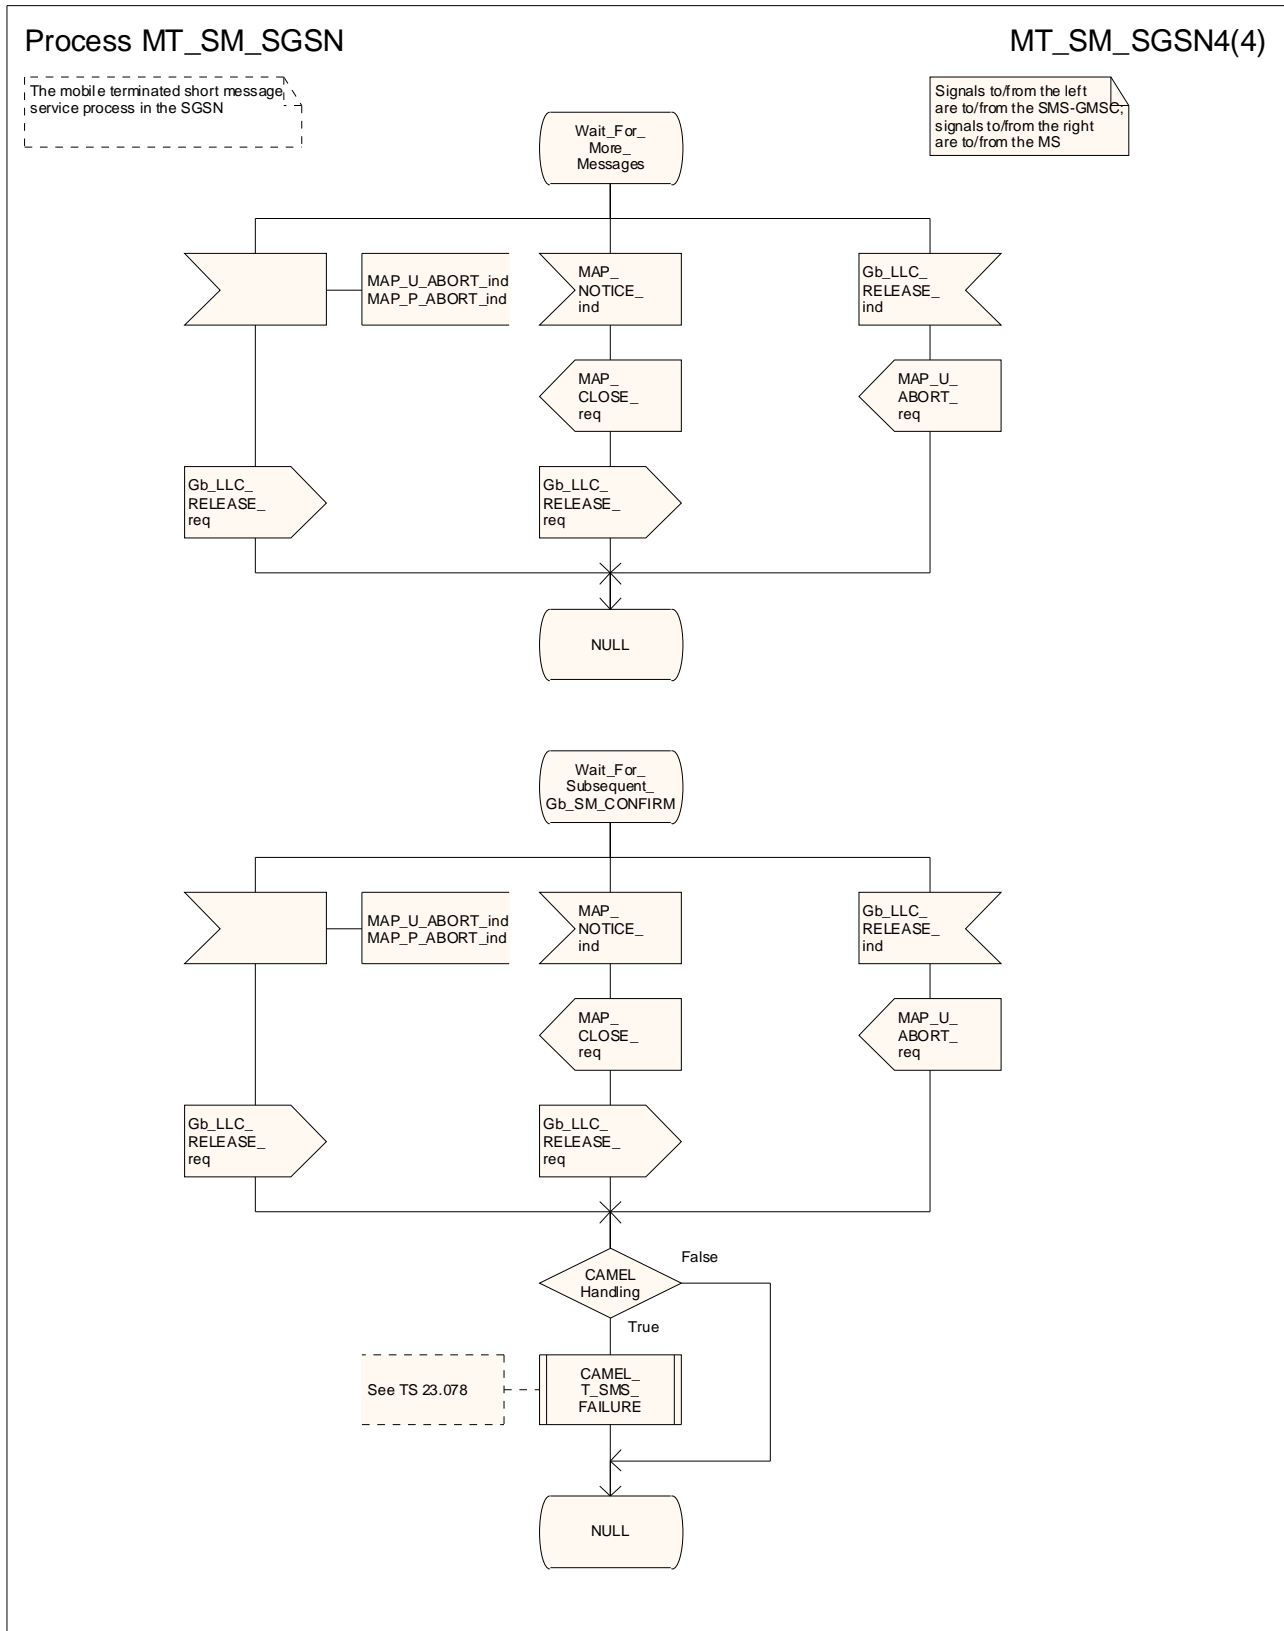 Process MT_SM_SGSN
MT_SM_SGSN4(4)
The mobile terminated short message
service process in the SGSN
Signals to/from the left
are to/from the SMS-GMSC;
signals to/from the right
are to/from the MS
Wait_For_
More_
Messages
MAP_U_ABORT_ind
MAP_P_ABORT_ind
MAP_
NOTICE_
ind
Gb_LLC_
RELEASE_
ind
MAP_
CLOSE_
req
MAP_U_
ABORT_
req
Gb_LLC_
RELEASE_
req
Gb_LLC_
RELEASE_
req
NULL
Wait_For_
Subsequent_
Gb_SM_CONFIRM
MAP_U_ABORT_ind
MAP_P_ABORT_ind
MAP_
NOTICE_
ind
Gb_LLC_
RELEASE_
ind
MAP_
CLOSE_
req
MAP_U_
ABORT_
req
Gb_LLC_
RELEASE_
req
Gb_LLC_
RELEASE_
req
False
CAMEL
Handling
True
See TS 23.078
CAMEL_
T_SMS_
FAILURE
NULL